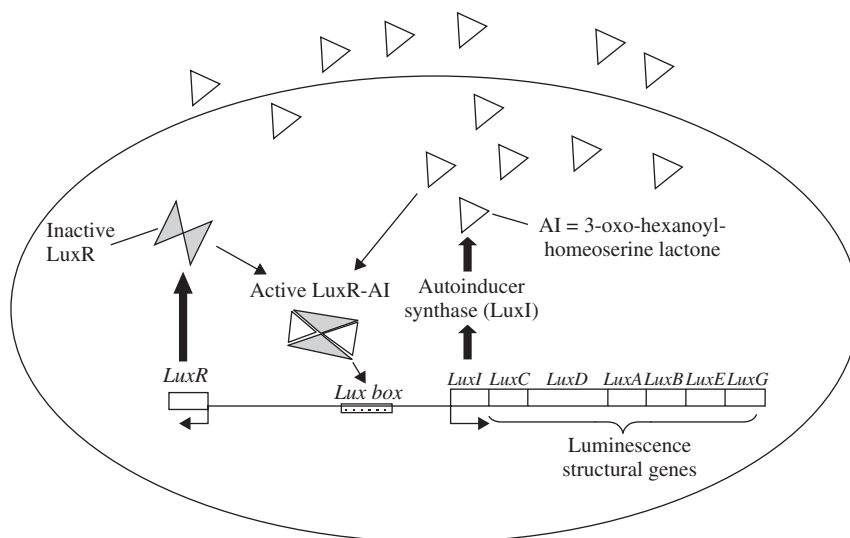 Inactive
LuxR
AI = 3-oxo-hexanoyl-
homeoserine lactone
Active LuxR-AI
Autoinducer
synthase (LuxI)
LuxR
Lux box
LuxI LuxC LuxD LuxA LuxB LuxE LuxG
Luminescence
structural genes